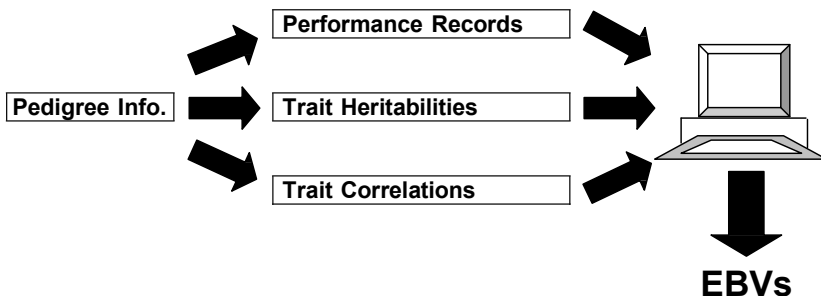 Performance Records
Pedigree Info.
Trait Heritabilities
Trait Correlations
EBVs